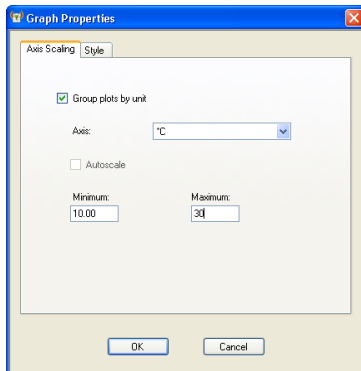 Graph Properties
Axis Scaling Style
Group plots by unit
Axis: °C
Autoscale
Minimum: Maximum:
10.00 30
OK Cancel